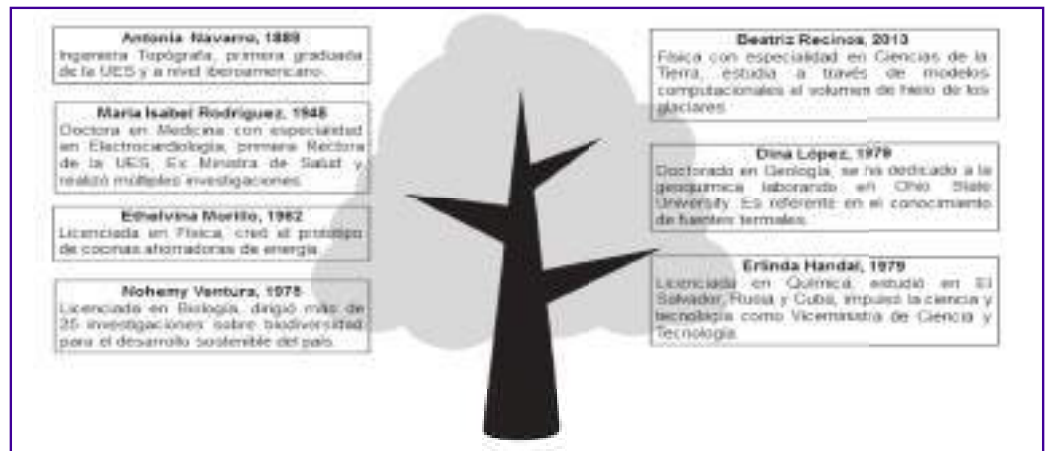 Antonia Navarro, 1889
Ingeniera Topógrafa, primera graduada
de la UES y a nivel iberoamericano.
María Isabel Rodríguez, 1948
Doctora en Medicina con especialidad
en Electrocardiología, primera Rectora
de la UES, Ex Ministra de Salud y
realizó múltiples investigaciones.
Ethelvina Morillo, 1962
Licenciada en Física, creó el prototipo
de cocinas ahorradoras de energía.
Nohemy Ventura, 1975
Licenciada en Biología, dirigió más de
25 investigaciones sobre biodiversidad
para el desarrollo sostenible del país.
Beatriz Recinos, 2013
Física con especialidad en Ciencias de la
Tierra, estudia a través de modelos
computacionales el volumen de hielo de los
glaciares.
Dina López, 1979
Doctorado en Geología, se ha dedicado a la
geoquímica laborando en Ohio State
University. Es referente en el conocimiento
de fuentes termales.
Erlinda Handal, 1979
Licenciada en Química, estudió en El
Salvador, Rusia y Cuba, impulsó la ciencia y
tecnología como Viceministra de Ciencia y
Tecnología.